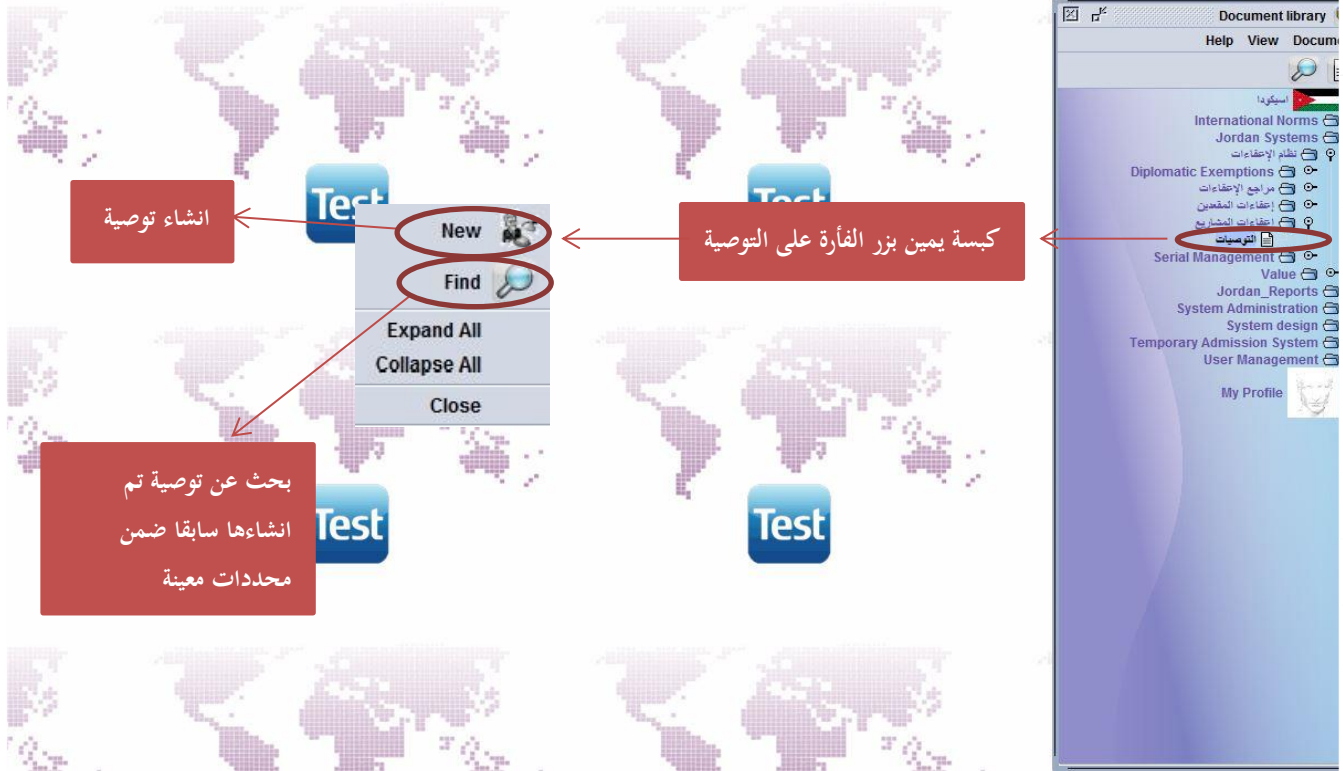 Document library
Help View Docum
اسيكودا
International Norms
Jordan Systems
نظام الإعفاءات
Diplomatic Exemptions
مراجع الإعفاءات
إعفاءات المقعدين
اعفاءات المشاريع
التوصيات
Serial Management
Value
Jordan_Reports
System Administration
System design
Temporary Admission System
User Management
My Profile
كبسة يمين بزر الفأرة على التوصية
Test
Test
New
Find
Expand All
Collapse All
Close
انشاء توصية
بحث عن توصية تم
انشاءها سابقا ضمن
محددات معينة
Test
Test